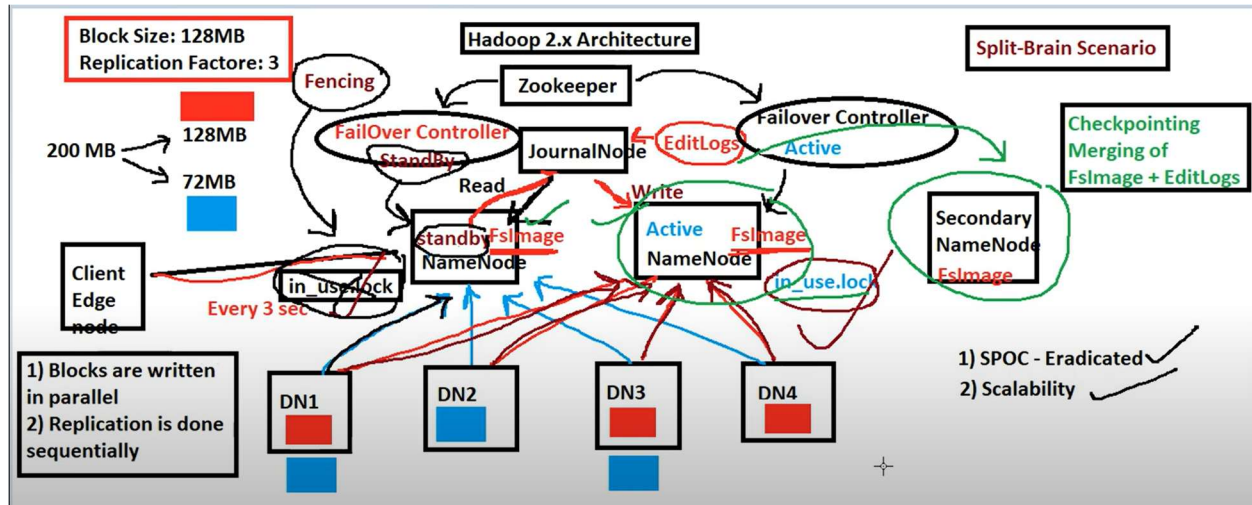 Block Size: 128MB
Replication Factore: 3
Hadoop 2.x Architecture
Split-Brain Scenario
Fencing
Zookeeper
128MB
200 MB
72MB
FailOver Controller
StandBy
JournalNode
EditLogs
Failover Controller
Active
Checkpointing
Merging of
FsImage + EditLogs
Read
Write
standby
FsImage
NameNode
Active
FsImage
NameNode
Secondary
NameNode
FsImage
Client
Edge
node
in_use.lock
Every 3 sec
in_use.lock
1) Blocks are written
in parallel
2) Replication is done
sequentially
DN1
DN2
DN3
DN4
1) SPOC - Eradicated
2) Scalability